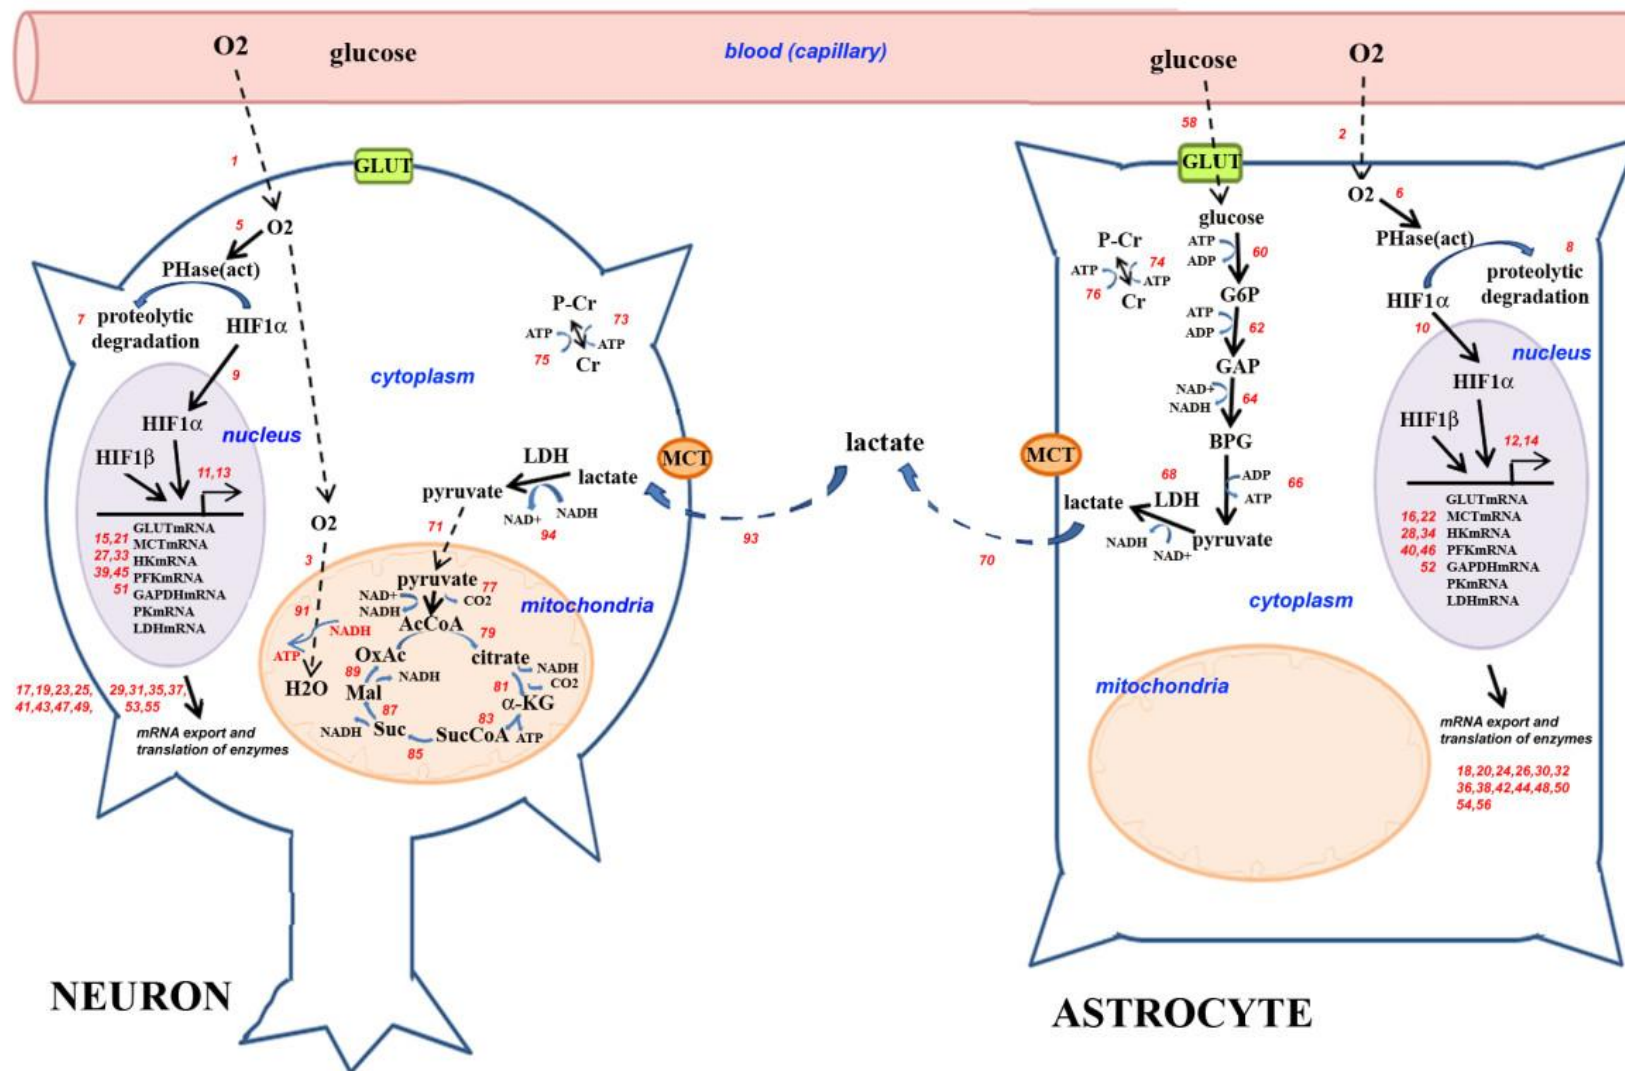 O2
glucose
blood (capillary)
glucose
O2
1
GLUT
5
O2
PHase(act)
7
proteolytic
degradation
HIF1α
9
HIF1α
nucleus
HIF1β
11,13
GLUTmRNA
15,21
MCTmRNA
27,33
HKmRNA
39,45
PFKmRNA
51
GAPDHmRNA
PKmRNA
LDHmRNA
17,19,23,25,
41,43,47,49,
29,31,35,37,
53,55
mRNA export and
translation of enzymes
P-Cr
73
ATP
ATP
75
Cr
cytoplasm
LDH
lactate
MCT
pyruvate
NAD+
NADH
94
71
O2
3
pyruvate
77
NAD+
NADH
CO2
mitochondria
91
NADH
AcCoA
79
ATP
OxAc
citrate
89
NADH
NADH
CO2
H2O
Mal
81
α-KG
87
83
NADH
Suc
SucCoA
ATP
85
NEURON
lactate
93
70
58
2
GLUT
O2
6
glucose
PHase(act)
8
P-Cr
74
ATP
ATP
76
Cr
ATP
ADP
60
G6P
ATP
ADP
62
GAP
NAD+
NADH
64
BPG
ADP
ATP
66
MCT
68
lactate
LDH
NADH
NAD+
pyruvate
proteolytic
degradation
HIF1α
10
nucleus
HIF1α
HIF1β
12,14
GLUTmRNA
16,22
MCTmRNA
28,34
HKmRNA
40,46
PFKmRNA
52
GAPDHmRNA
PKmRNA
LDHmRNA
cytoplasm
mitochondria
mRNA export and
translation of enzymes
18,20,24,26,30,32
36,38,42,44,48,50
54,56
ASTROCYTE